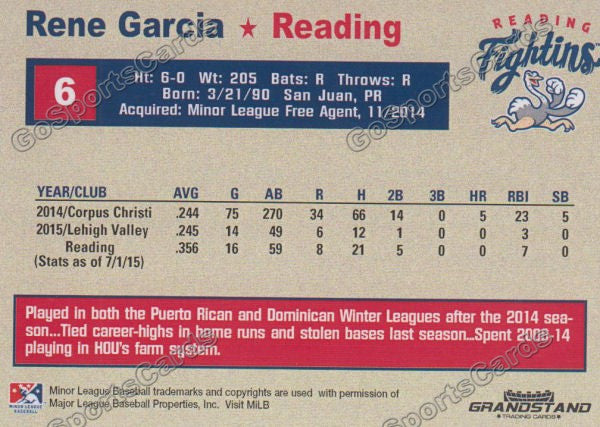 Rene Garcia ★ Reading
READING
Fightins
6
Ht: 6-0 Wt: 205 Bats: R Throws: R
Born: 3/21/90 San Juan, PR
Acquired: Minor League Free Agent, 11/2014
YEAR/CLUB AVG G AB R H 2B 3B HR RBI SB
2014/Corpus Christi .244 75 270 34 66 14 0 5 23 5
2015/Lehigh Valley .245 14 49 6 12 1 0 0 3 0
Reading .356 16 59 8 21 5 0 0 7 0
(Stats as of 7/1/15)
Played in both the Puerto Rican and Dominican Winter Leagues after the 2014 sea-
son...Tied career-highs in home runs and stolen bases last season...Spent 2008-14
playing in HOU's farm system.
MINOR LEAGUE
BASEBALL
Minor League Baseball trademarks and copyrights are used with permission of
Major League Baseball Properties, Inc. Visit MiLB
GRANDSTAND
TRADING CARDS
GoSportsCards